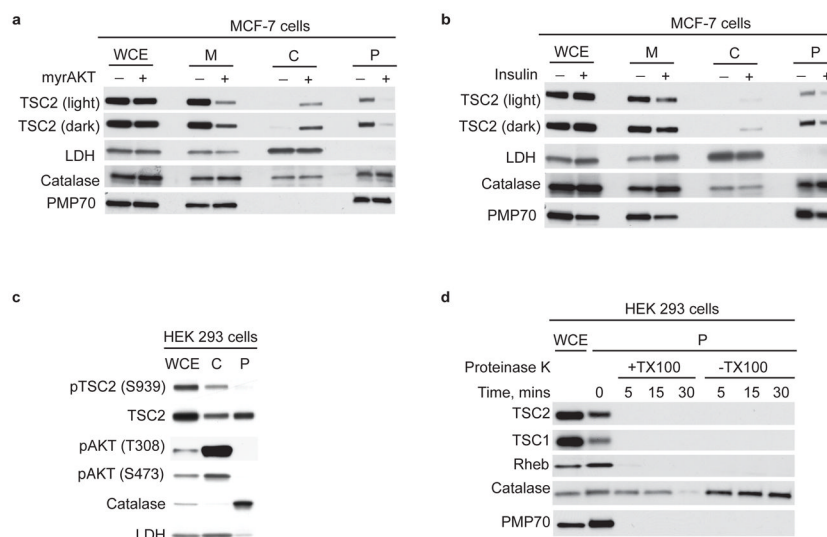 a
MCF-7 cells
WCE M C P
myrAKT – + – + – + – +
TSC2 (light)
TSC2 (dark)
LDH
Catalase
PMP70
b
MCF-7 cells
WCE M C P
Insulin – + – + – + – +
TSC2 (light)
TSC2 (dark)
LDH
Catalase
PMP70
c
HEK 293 cells
WCE C P
pTSC2 (S939)
TSC2
pAKT (T308)
pAKT (S473)
Catalase
LDH
d
HEK 293 cells
WCE P
Proteinase K +TX100 -TX100
Time, mins 0 5 15 30 5 15 30
TSC2
TSC1
Rheb
Catalase
PMP70